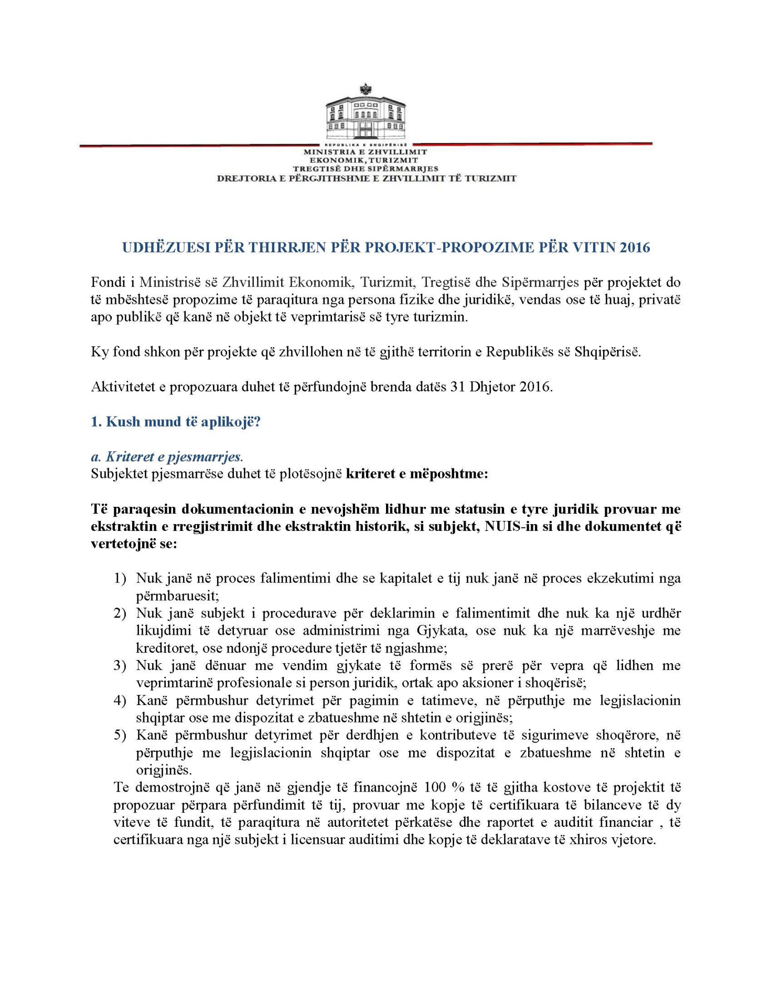 REPUBLIKA E SHQIPËRISË
MINISTRIA E ZHVILLIMIT
EKONOMIK, TURIZMIT
TREGTISË DHE SIPËRMARRJES
DREJTORIA E PËRGJITHSHME E ZHVILLIMIT TË TURIZMIT
UDHËZUESI PËR THIRRJEN PËR PROJEKT-PROPOZIME PËR VITIN 2016
Fondi i Ministrisë së Zhvillimit Ekonomik, Turizmit, Tregtisë dhe Sipërmarrjes për projektet do
të mbështesë propozime të paraqitura nga persona fizike dhe juridikë, vendas ose të huaj, privatë
apo publikë që kanë në objekt të veprimtarisë së tyre turizmin.
Ky fond shkon për projekte që zhvillohen në të gjithë territorin e Republikës së Shqipërisë.
Aktivitetet e propozuara duhet të përfundojnë brenda datës 31 Dhjetor 2016.
1. Kush mund të aplikojë?
a. Kriteret e pjesmarrjes.
Subjektet pjesmarrëse duhet të plotësojnë kriteret e mëposhtme:
Të paraqesin dokumentacionin e nevojshëm lidhur me statusin e tyre juridik provuar me
ekstraktin e rregjistrimit dhe ekstraktin historik, si subjekt, NUIS-in si dhe dokumentet që
vertetojnë se:
1) Nuk janë në proces falimentimi dhe se kapitalet e tij nuk janë në proces ekzekutimi nga
përmbaruesit;
2) Nuk janë subjekt i procedurave për deklarimin e falimentimit dhe nuk ka një urdhër
likujdimi të detyruar ose administrimi nga Gjykata, ose nuk ka një marrëveshje me
kreditoret, ose ndonjë procedure tjetër të ngjashme;
3) Nuk janë dënuar me vendim gjykate të formës së prerë për vepra që lidhen me
veprimtarinë profesionale si person juridik, ortak apo aksioner i shoqërisë;
4) Kanë përmbushur detyrimet për pagimin e tatimeve, në përputhje me legjislacionin
shqiptar ose me dispozitat e zbatueshme në shtetin e origjinës;
5) Kanë përmbushur detyrimet për derdhjen e kontributeve të sigurimeve shoqërore, në
përputhje me legjislacionin shqiptar ose me dispozitat e zbatueshme në shtetin e
origjinës.
Te demostrojnë që janë në gjendje të financojnë 100 % të të gjitha kostove të projektit të
propozuar përpara përfundimit të tij, provuar me kopje të certifikuara të bilanceve të dy
viteve të fundit, të paraqitura në autoritetet përkatëse dhe raportet e auditit financiar , të
certifikuara nga një subjekt i licensuar auditimi dhe kopje të deklaratave të xhiros vjetore.